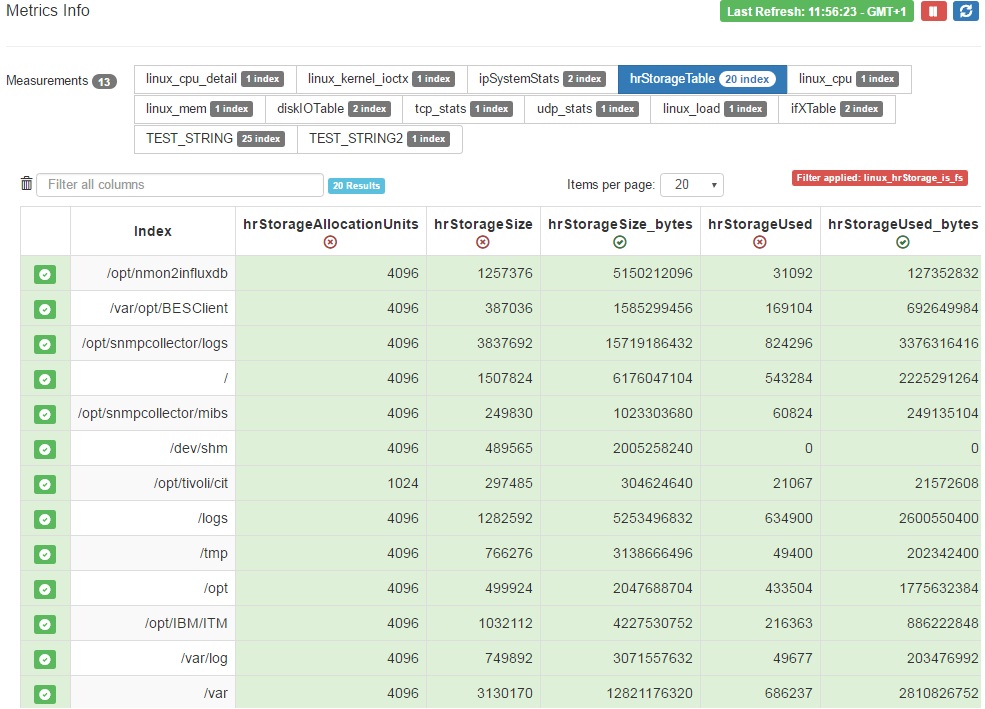 Metrics Info
Last Refresh: 11:56:23 - GMT+1
Measurements 13
linux_cpu_detail 1 index linux_kernel_ioctx 1 index ipSystemStats 2 index hrStorageTable 20 index linux_cpu 1 index
linux_mem 1 index diskIOTable 2 index tcp_stats 1 index udp_stats 1 index linux_load 1 index ifXTable 2 index
TEST_STRING 25 index TEST_STRING2 1 index
Filter all columns 20 Results Items per page: 20 Filter applied: linux_hrStorage_is_fs
Index hrStorageAllocationUnits hrStorageSize hrStorageSize_bytes hrStorageUsed hrStorageUsed_bytes
/opt/nmon2influxdb 4096 1257376 5150212096 31092 127352832
/var/opt/BESClient 4096 387036 1585299456 169104 692649984
/opt/snmpcollector/logs 4096 3837692 15719186432 824296 3376316416
/ 4096 1507824 6176047104 543284 2225291264
/opt/snmpcollector/mibs 4096 249830 1023303680 60824 249135104
/dev/shm 4096 489565 2005258240 0 0
/opt/tivoli/cit 1024 297485 304624640 21067 21572608
/logs 4096 1282592 5253496832 634900 2600550400
/tmp 4096 766276 3138666496 49400 202342400
/opt 4096 499924 2047688704 433504 1775632384
/opt/IBM/ITM 4096 1032112 4227530752 216363 886222848
/var/log 4096 749892 3071557632 49677 203476992
/var 4096 3130170 12821176320 686237 2810826752